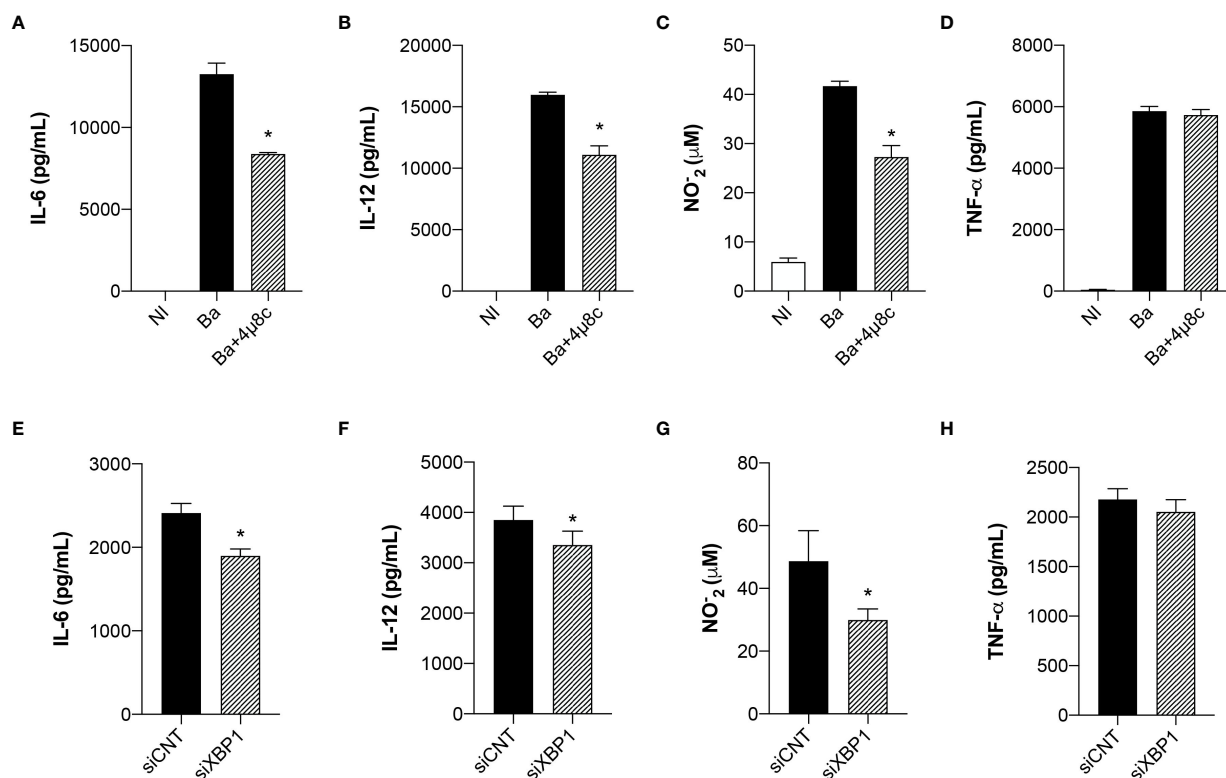 A
IL-6 (pg/mL)
15000
10000
5000
0
NI
Ba
Ba+4μ8c
*
B
IL-12 (pg/mL)
20000
15000
10000
5000
0
NI
Ba
Ba+4μ8c
*
C
NO⁻₂ (μM)
50
40
30
20
10
0
NI
Ba
Ba+4μ8c
*
D
TNF-α (pg/mL)
8000
6000
4000
2000
0
NI
Ba
Ba+4μ8c
E
IL-6 (pg/mL)
3000
2000
1000
0
siCNT
siXBP1
*
F
IL-12 (pg/mL)
5000
4000
3000
2000
1000
0
siCNT
siXBP1
*
G
NO⁻₂ (μM)
80
60
40
20
0
siCNT
siXBP1
*
H
TNF-α (pg/mL)
2500
2000
1500
1000
500
0
siCNT
siXBP1